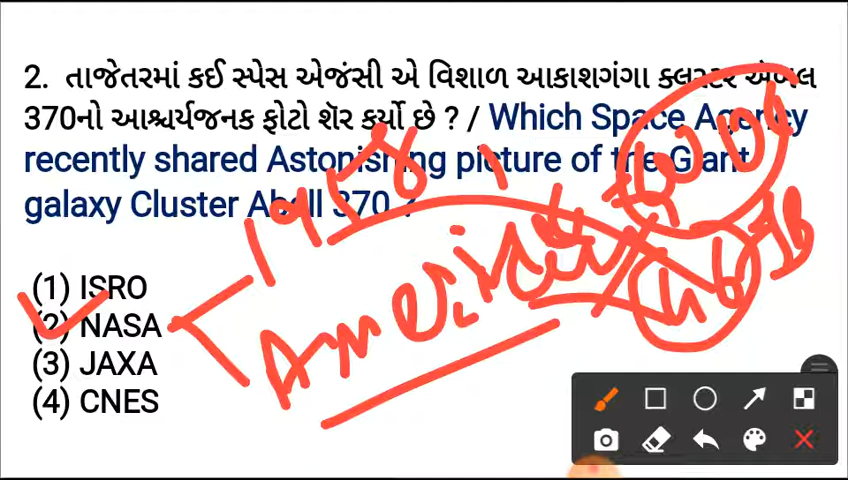 2. તાજેતરમાં કઈ સ્પેસ એજંસી એ વિશાળ આકાશગંગા ક્લસ્ટર એબલ
370નો આશ્ચર્યજનક ફોટો શૅર કર્યો છે ? / Which Space Agency
recently shared Astonishing picture of the Giant
galaxy Cluster Abell 370 ?
1958
America
(1) ISRO
(2) NASA
(3) JAXA
(4) CNES